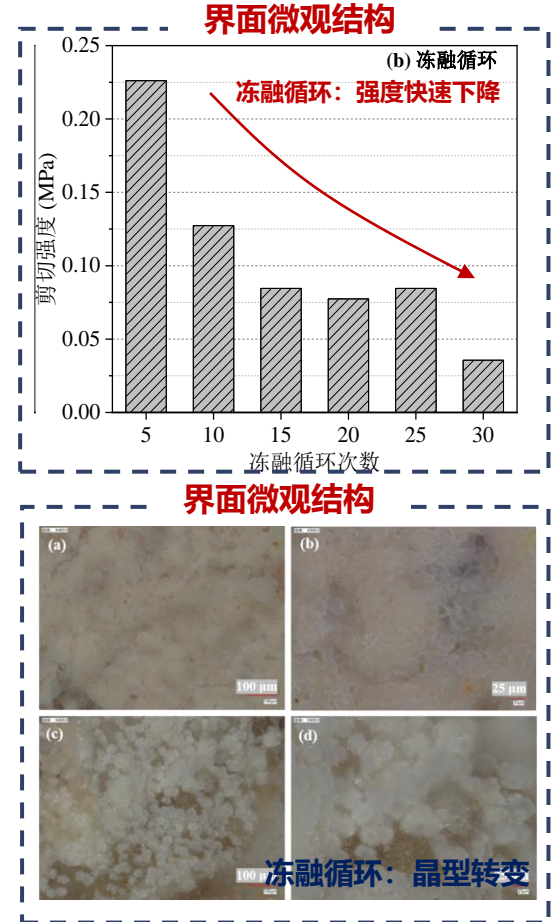 界面微观结构
(b) 冻融循环
冻融循环：强度快速下降
剪切强度 (MPa)
0.25
0.20
0.15
0.10
0.05
0.00
5 10 15 20 25 30
冻融循环次数
界面微观结构
(a)
100 μm
(b)
25 μm
(c)
100 μm
(d)
冻融循环：晶型转变